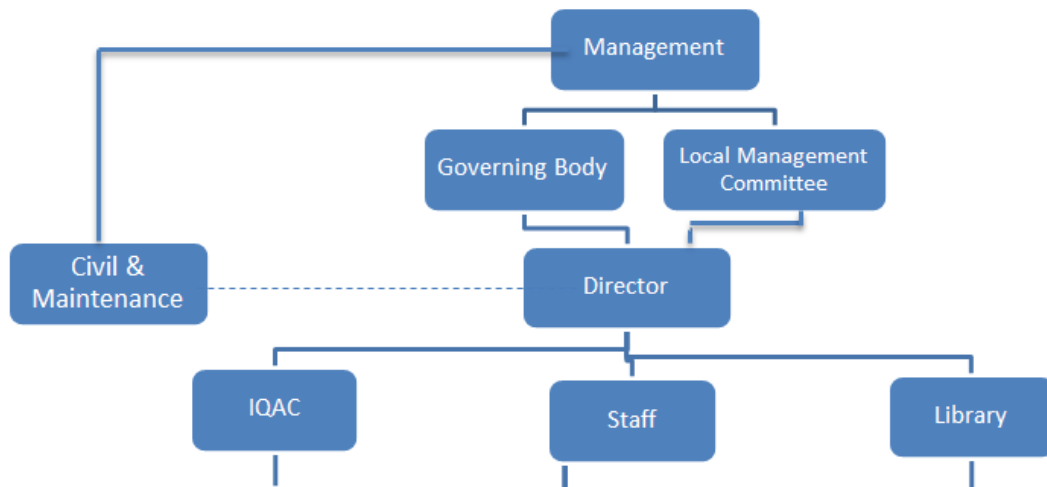 Management
Governing Body
Local Management
Committee
Civil &
Maintenance
Director
IQAC
Staff
Library